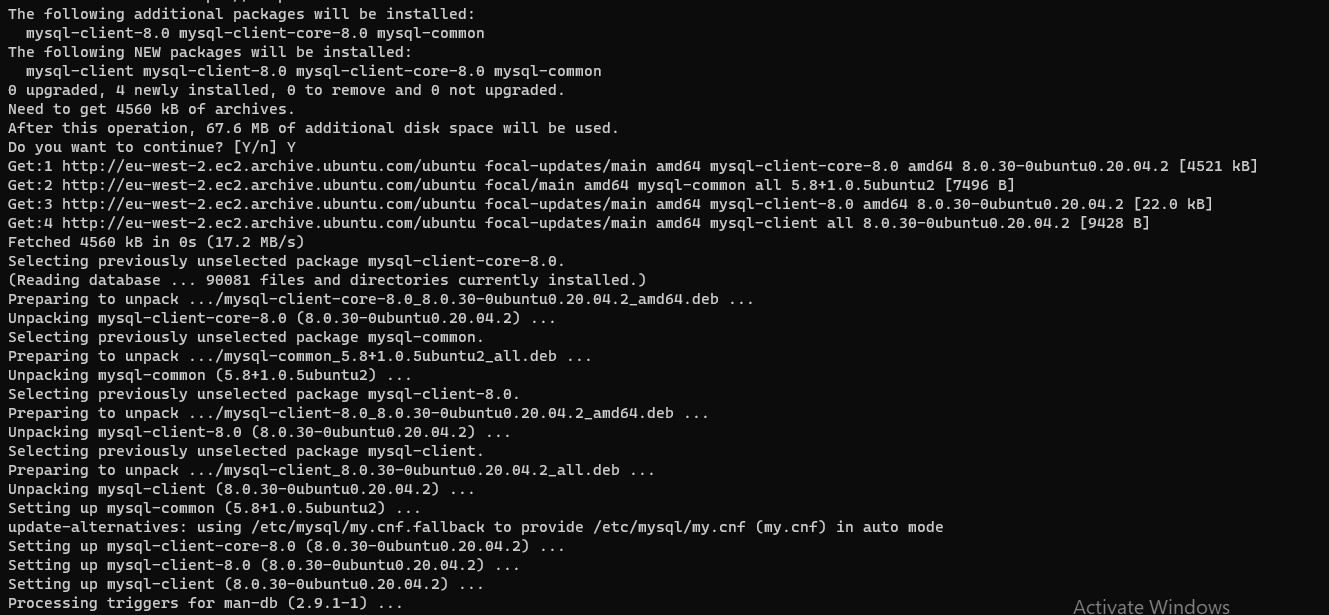 The following additional packages will be installed:
  mysql-client-8.0 mysql-client-core-8.0 mysql-common
The following NEW packages will be installed:
  mysql-client mysql-client-8.0 mysql-client-core-8.0 mysql-common
0 upgraded, 4 newly installed, 0 to remove and 0 not upgraded.
Need to get 4560 kB of archives.
After this operation, 67.6 MB of additional disk space will be used.
Do you want to continue? [Y/n] Y
Get:1 http://eu-west-2.ec2.archive.ubuntu.com/ubuntu focal-updates/main amd64 mysql-client-core-8.0 amd64 8.0.30-0ubuntu0.20.04.2 [4521 kB]
Get:2 http://eu-west-2.ec2.archive.ubuntu.com/ubuntu focal/main amd64 mysql-common all 5.8+1.0.5ubuntu2 [7496 B]
Get:3 http://eu-west-2.ec2.archive.ubuntu.com/ubuntu focal-updates/main amd64 mysql-client-8.0 amd64 8.0.30-0ubuntu0.20.04.2 [22.0 kB]
Get:4 http://eu-west-2.ec2.archive.ubuntu.com/ubuntu focal-updates/main amd64 mysql-client all 8.0.30-0ubuntu0.20.04.2 [9428 B]
Fetched 4560 kB in 0s (17.2 MB/s)
Selecting previously unselected package mysql-client-core-8.0.
(Reading database ... 90081 files and directories currently installed.)
Preparing to unpack .../mysql-client-core-8.0_8.0.30-0ubuntu0.20.04.2_amd64.deb ...
Unpacking mysql-client-core-8.0 (8.0.30-0ubuntu0.20.04.2) ...
Selecting previously unselected package mysql-common.
Preparing to unpack .../mysql-common_5.8+1.0.5ubuntu2_all.deb ...
Unpacking mysql-common (5.8+1.0.5ubuntu2) ...
Selecting previously unselected package mysql-client-8.0.
Preparing to unpack .../mysql-client-8.0_8.0.30-0ubuntu0.20.04.2_amd64.deb ...
Unpacking mysql-client-8.0 (8.0.30-0ubuntu0.20.04.2) ...
Selecting previously unselected package mysql-client.
Preparing to unpack .../mysql-client_8.0.30-0ubuntu0.20.04.2_all.deb ...
Unpacking mysql-client (8.0.30-0ubuntu0.20.04.2) ...
Setting up mysql-common (5.8+1.0.5ubuntu2) ...
update-alternatives: using /etc/mysql/my.cnf.fallback to provide /etc/mysql/my.cnf (my.cnf) in auto mode
Setting up mysql-client-core-8.0 (8.0.30-0ubuntu0.20.04.2) ...
Setting up mysql-client-8.0 (8.0.30-0ubuntu0.20.04.2) ...
Setting up mysql-client (8.0.30-0ubuntu0.20.04.2) ...
Processing triggers for man-db (2.9.1-1) ...
Activate Windows